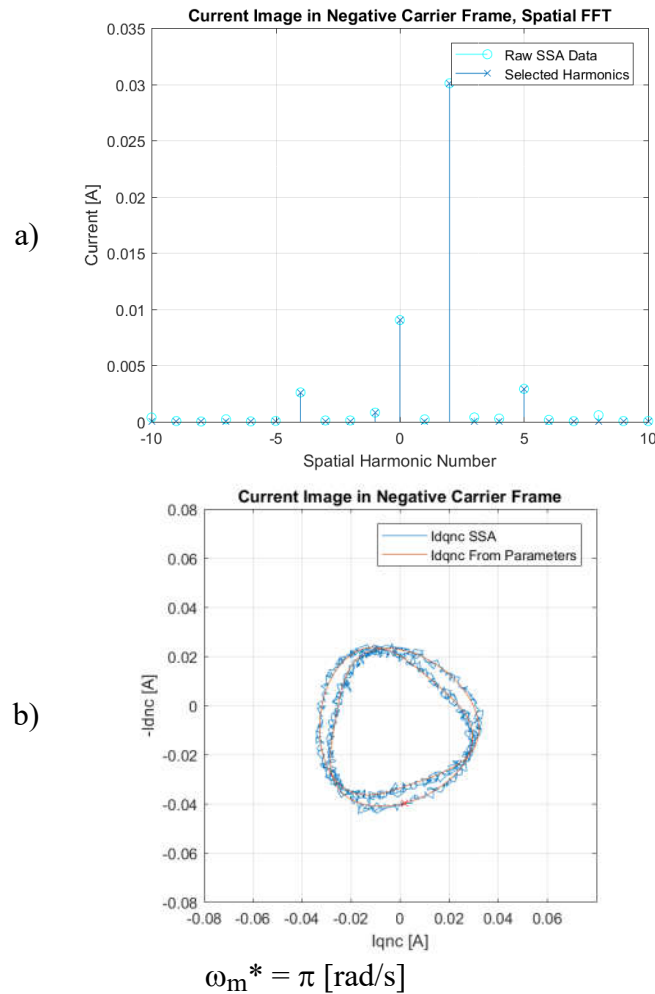 Current Image in Negative Carrier Frame, Spatial FFT
0.035
Raw SSA Data
Selected Harmonics
0.03
0.025
0.02
a)
Current [A]
0.015
0.01
0.005
0
-10
-5
0
5
10
Spatial Harmonic Number
Current Image in Negative Carrier Frame
0.08
Idqnc SSA
Idqnc From Parameters
0.06
0.04
0.02
b)
-Idnc [A]
0
-0.02
-0.04
-0.06
-0.08
-0.08
-0.06
-0.04
-0.02
0
0.02
0.04
0.06
Iqnc [A]
ωm* = π [rad/s]